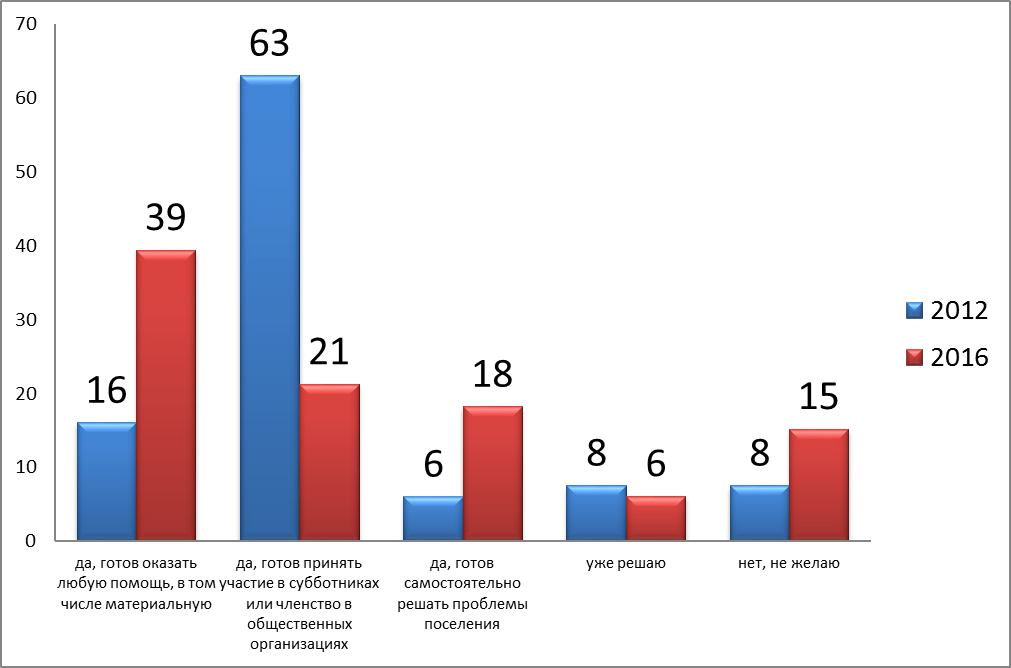 70
60
50
40
30
20
10
0
16
39
63
21
6
18
8
6
8
15
да, готов оказать
любую помощь, в том
числе материальную
да, готов принять
участие в субботниках
или членство в
общественных
организациях
да, готов
самостоятельно
решать проблемы
поселения
уже решаю
нет, не желаю
2012
2016